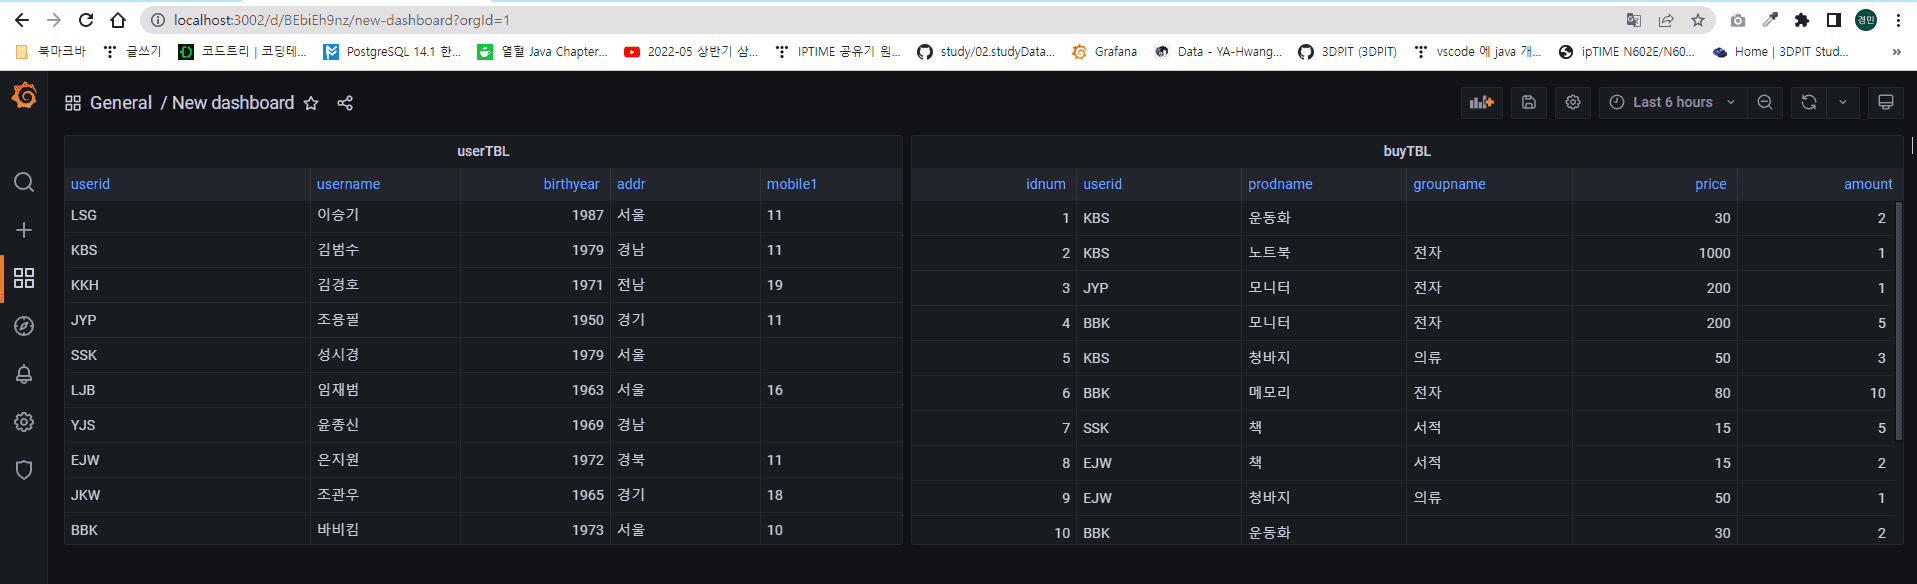 localhost:3002/d/BEbiEh9nz/new-dashboard?orgId=1
경민
북마크바 글쓰기 코드트리 | 코딩테... PostgreSQL 14.1 한... 열혈 Java Chapter... 2022-05 상반기 삼... IPTIME 공유기 원... study/02.studyData... Grafana Data - YA-Hwang... 3DPIT (3DPIT) vscode 에 java 개... ipTIME N602E/N60... Home | 3DPIT Stud... »
General / New dashboard Last 6 hours
userTBL
userid username birthyear addr mobile1
LSG 이승기 1987 서울 11
KBS 김범수 1979 경남 11
KKH 김경호 1971 전남 19
JYP 조용필 1950 경기 11
SSK 성시경 1979 서울
LJB 임재범 1963 서울 16
YJS 윤종신 1969 경남
EJW 은지원 1972 경북 11
JKW 조관우 1965 경기 18
BBK 바비킴 1973 서울 10
buyTBL
idnum userid prodname groupname price amount
1 KBS 운동화 30 2
2 KBS 노트북 전자 1000 1
3 JYP 모니터 전자 200 1
4 BBK 모니터 전자 200 5
5 KBS 청바지 의류 50 3
6 BBK 메모리 전자 80 10
7 SSK 책 서적 15 5
8 EJW 책 서적 15 2
9 EJW 청바지 의류 50 1
10 BBK 운동화 30 2